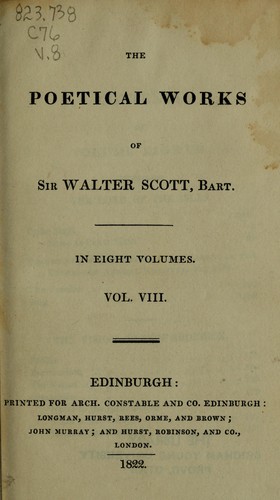 823.738
C76
V.8
THE
POETICAL WORKS
OF
SIR WALTER SCOTT, BART.
IN EIGHT VOLUMES.
VOL. VIII.
EDINBURGH:
PRINTED FOR ARCH. CONSTABLE AND CO. EDINBURGH:
LONGMAN, HURST, REES, ORME, AND BROWN;
JOHN MURRAY; AND HURST, ROBINSON, AND CO.,
LONDON.
1822.